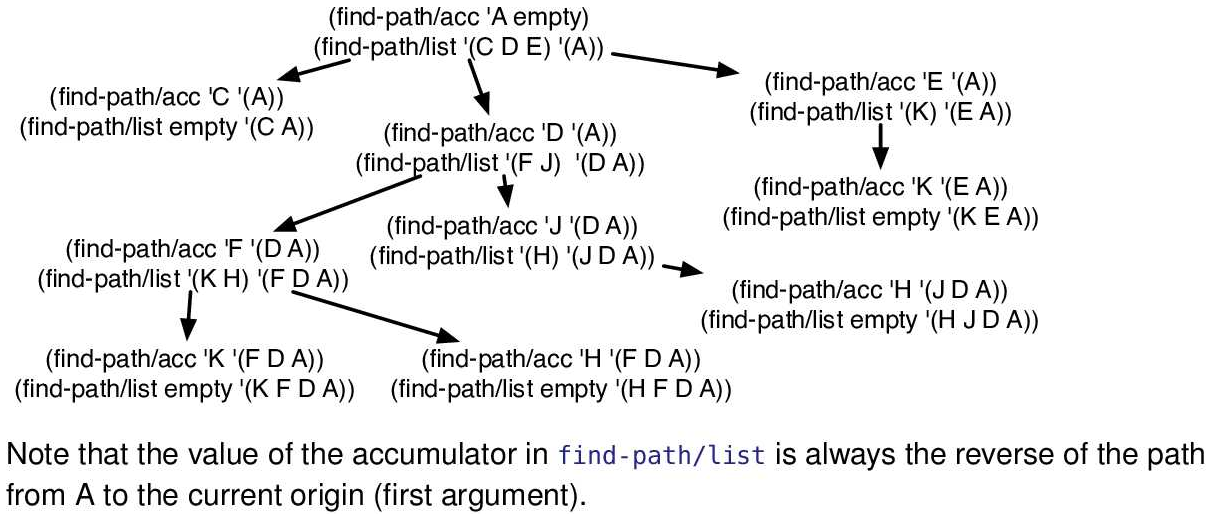 (find-path/acc 'A empty)
(find-path/list '(C D E) '(A))
(find-path/acc 'C '(A))
(find-path/list empty '(C A))
(find-path/acc 'D '(A))
(find-path/list '(F J) '(D A))
(find-path/acc 'E '(A))
(find-path/list '(K) '(E A))
(find-path/acc 'K '(E A))
(find-path/list empty '(K E A))
(find-path/acc 'F '(D A))
(find-path/list '(K H) '(F D A))
(find-path/acc 'J '(D A))
(find-path/list '(H) '(J D A))
(find-path/acc 'H '(J D A))
(find-path/list empty '(H J D A))
(find-path/acc 'K '(F D A))
(find-path/list empty '(K F D A))
(find-path/acc 'H '(F D A))
(find-path/list empty '(H F D A))
Note that the value of the accumulator in find-path/list is always the reverse of the path
from A to the current origin (first argument).